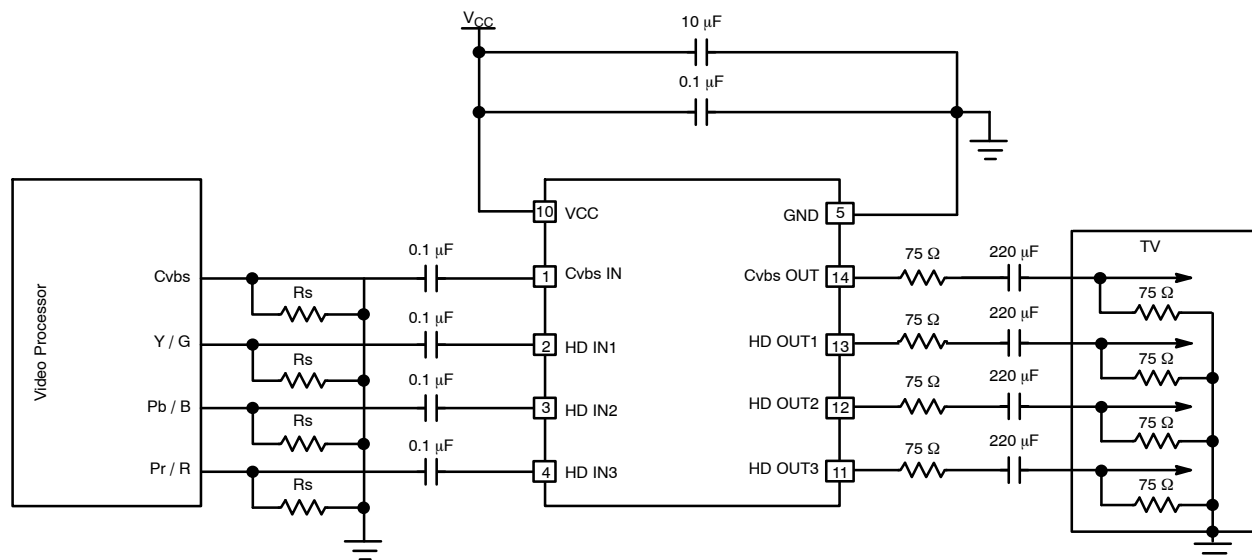 VCC
10 μF
0.1 μF
10
VCC
GND
5
Video Processor
Cvbs
Rs
0.1 μF
1
Cvbs IN
Cvbs OUT
14
75 Ω
220 μF
TV
75 Ω
Y / G
Rs
0.1 μF
2
HD IN1
HD OUT1
13
75 Ω
220 μF
75 Ω
Pb / B
Rs
0.1 μF
3
HD IN2
HD OUT2
12
75 Ω
220 μF
75 Ω
Pr / R
Rs
0.1 μF
4
HD IN3
HD OUT3
11
75 Ω
220 μF
75 Ω